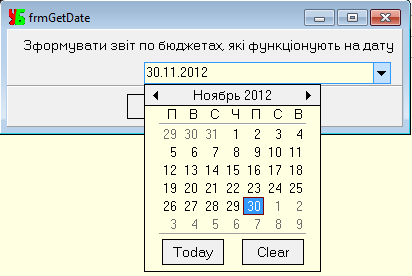 frmGetDate
Зформувати звіт по бюджетах, які функціонують на дату
30.11.2012
Ноябрь 2012
П В С Ч П С В
29 30 31 1 2 3 4
5 6 7 8 9 10 11
12 13 14 15 16 17 18
19 20 21 22 23 24 25
26 27 28 29 30 1 2
3 4 5 6 7 8 9
Today Clear